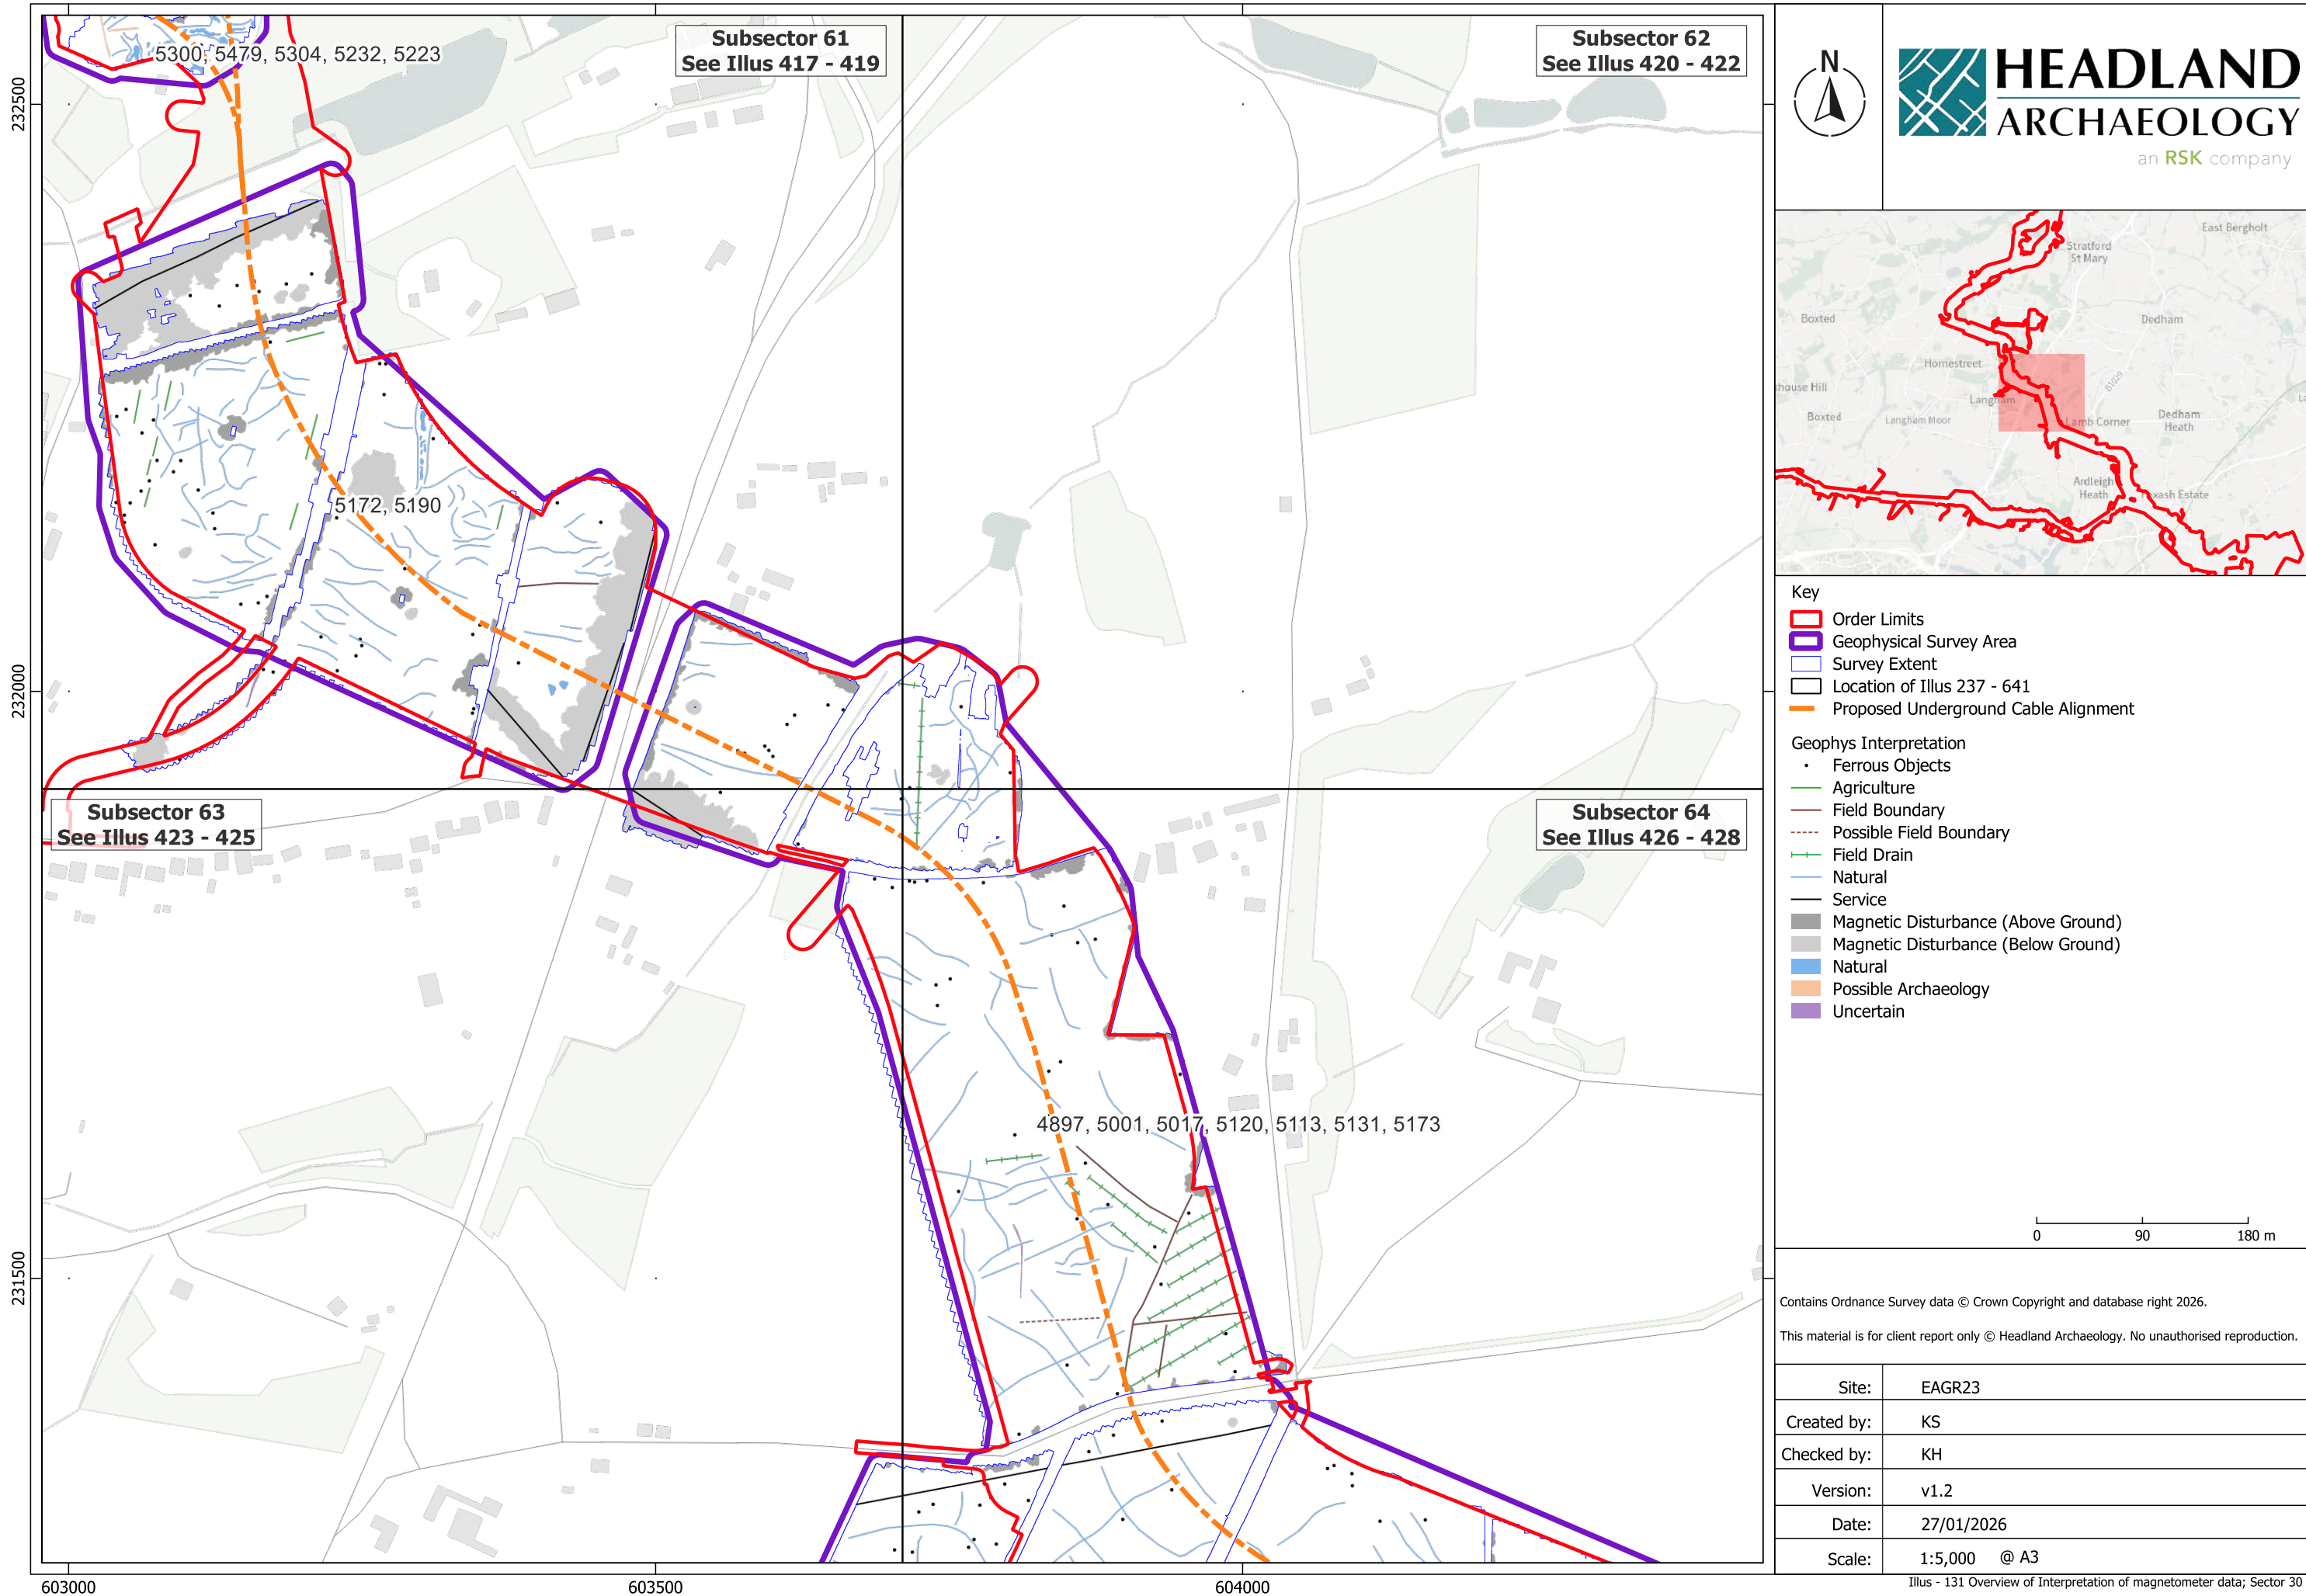 5300, 5479, 5304, 5232, 5223
Subsector 61
See Illus 417 - 419
Subsector 62
See Illus 420 - 422
5172, 5190
Subsector 63
See Illus 423 - 425
Subsector 64
See Illus 426 - 428
4897, 5001, 5017, 5120, 5113, 5131, 5173
232500
232000
231500
603000
603500
604000
N
HEADLAND
ARCHAEOLOGY
an RSK company
East Bergholt
Stratford
St Mary
Boxted
Dedham
Hornestreet
B1029
house Hill
Langham
Boxted
Langham Moor
Lamb Corner
Dedham
Heath
Ardleigh
Heath
Foxash Estate
Key
Order Limits
Geophysical Survey Area
Survey Extent
Location of Illus 237 - 641
Proposed Underground Cable Alignment
Geophys Interpretation
Ferrous Objects
Agriculture
Field Boundary
Possible Field Boundary
Field Drain
Natural
Service
Magnetic Disturbance (Above Ground)
Magnetic Disturbance (Below Ground)
Natural
Possible Archaeology
Uncertain
0 90 180 m
Contains Ordnance Survey data © Crown Copyright and database right 2026.
This material is for client report only © Headland Archaeology. No unauthorised reproduction.
Site: EAGR23
Created by: KS
Checked by: KH
Version: v1.2
Date: 27/01/2026
Scale: 1:5,000 @ A3
Illus - 131 Overview of Interpretation of magnetometer data; Sector 30